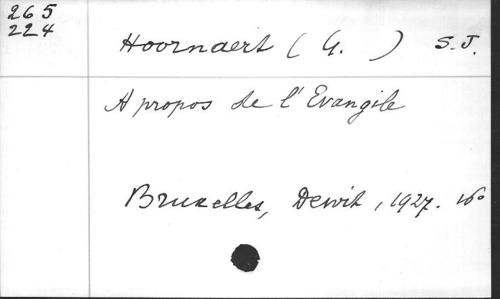 265
224
Hoornaert (G. ) S.J.
A propos de l'Evangile
Bruxelles, Dewit, 1927. 16°